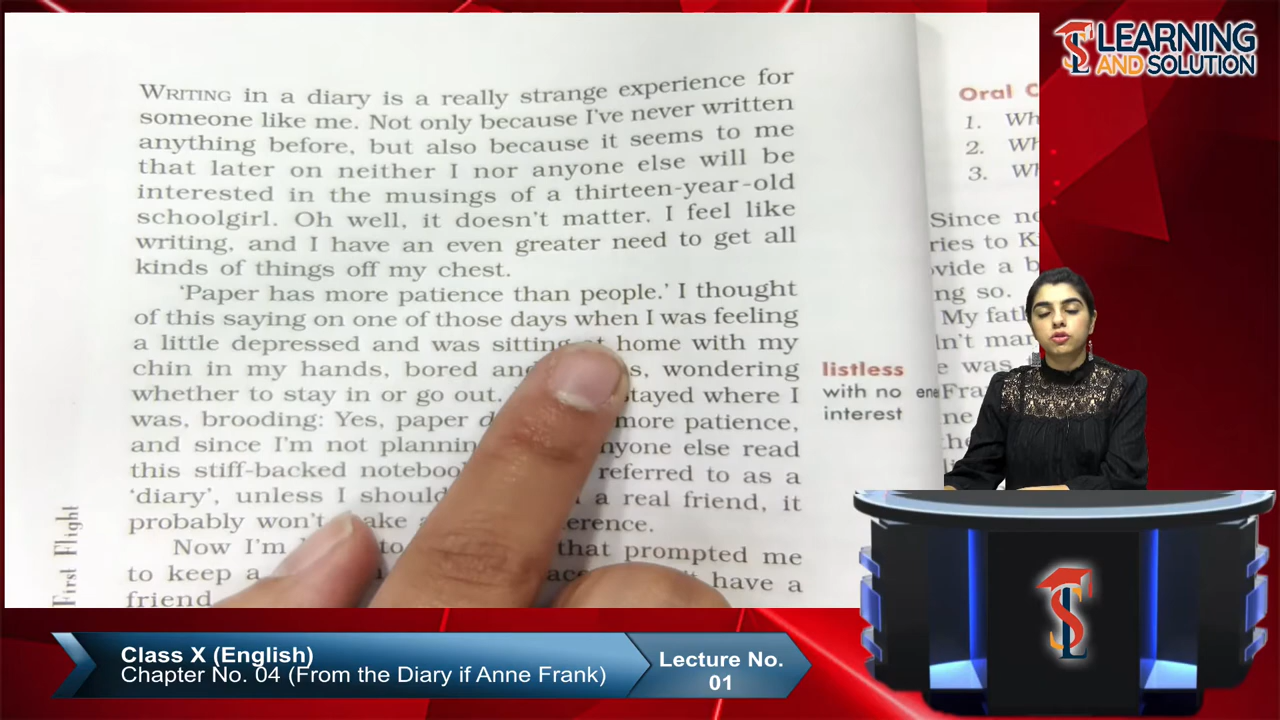 LEARNING
AND SOLUTION
WRITING in a diary is a really strange experience for
someone like me. Not only because I've never written
anything before, but also because it seems to me
that later on neither I nor anyone else will be
interested in the musings of a thirteen-year-old
schoolgirl. Oh well, it doesn't matter. I feel like
writing, and I have an even greater need to get all
kinds of things off my chest.
'Paper has more patience than people.' I thought
of this saying on one of those days when I was feeling
a little depressed and was sitting at home with my
chin in my hands, bored and wondering
whether to stay in or go out. stayed where I
was, brooding: Yes, paper more patience,
and since I'm not planning anyone else read
this stiff-backed notebook referred to as a
'diary', unless I should a real friend, it
probably won't make
Now I'm to that prompted me
to keep a have a
friend
listless
with no
interest
First Flight
Oral
1.
2.
3.
Since
to
a
so.
My
was
Class X (English)
Chapter No. 04 (From the Diary if Anne Frank)
Lecture No.
01